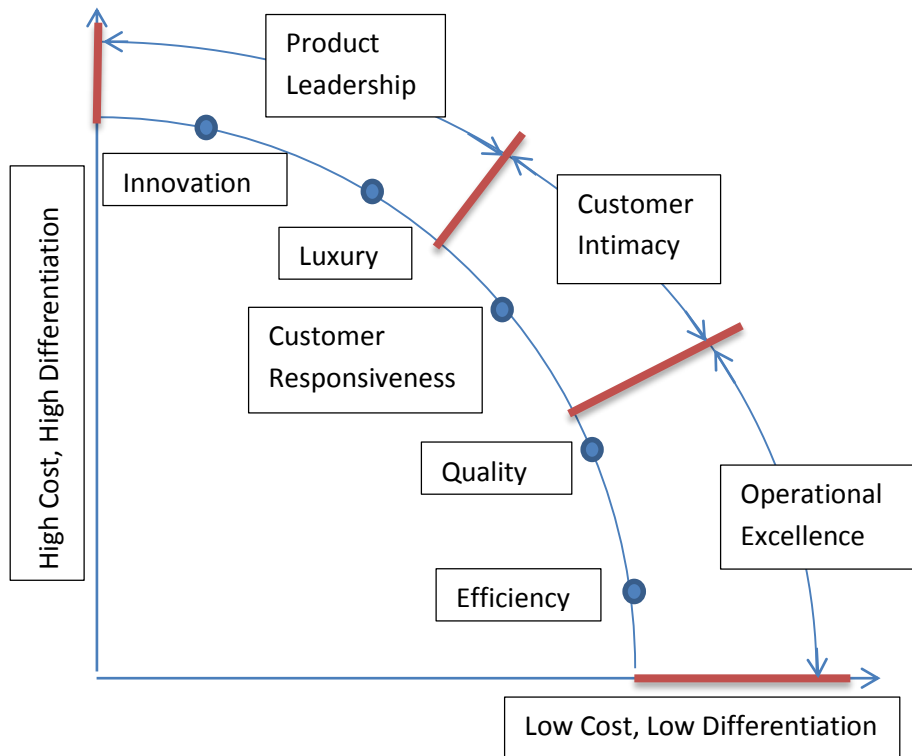 Product
Leadership
Innovation
Luxury
Customer
Intimacy
Customer
Responsiveness
Quality
Operational
Excellence
Efficiency
High Cost, High Differentiation
Low Cost, Low Differentiation